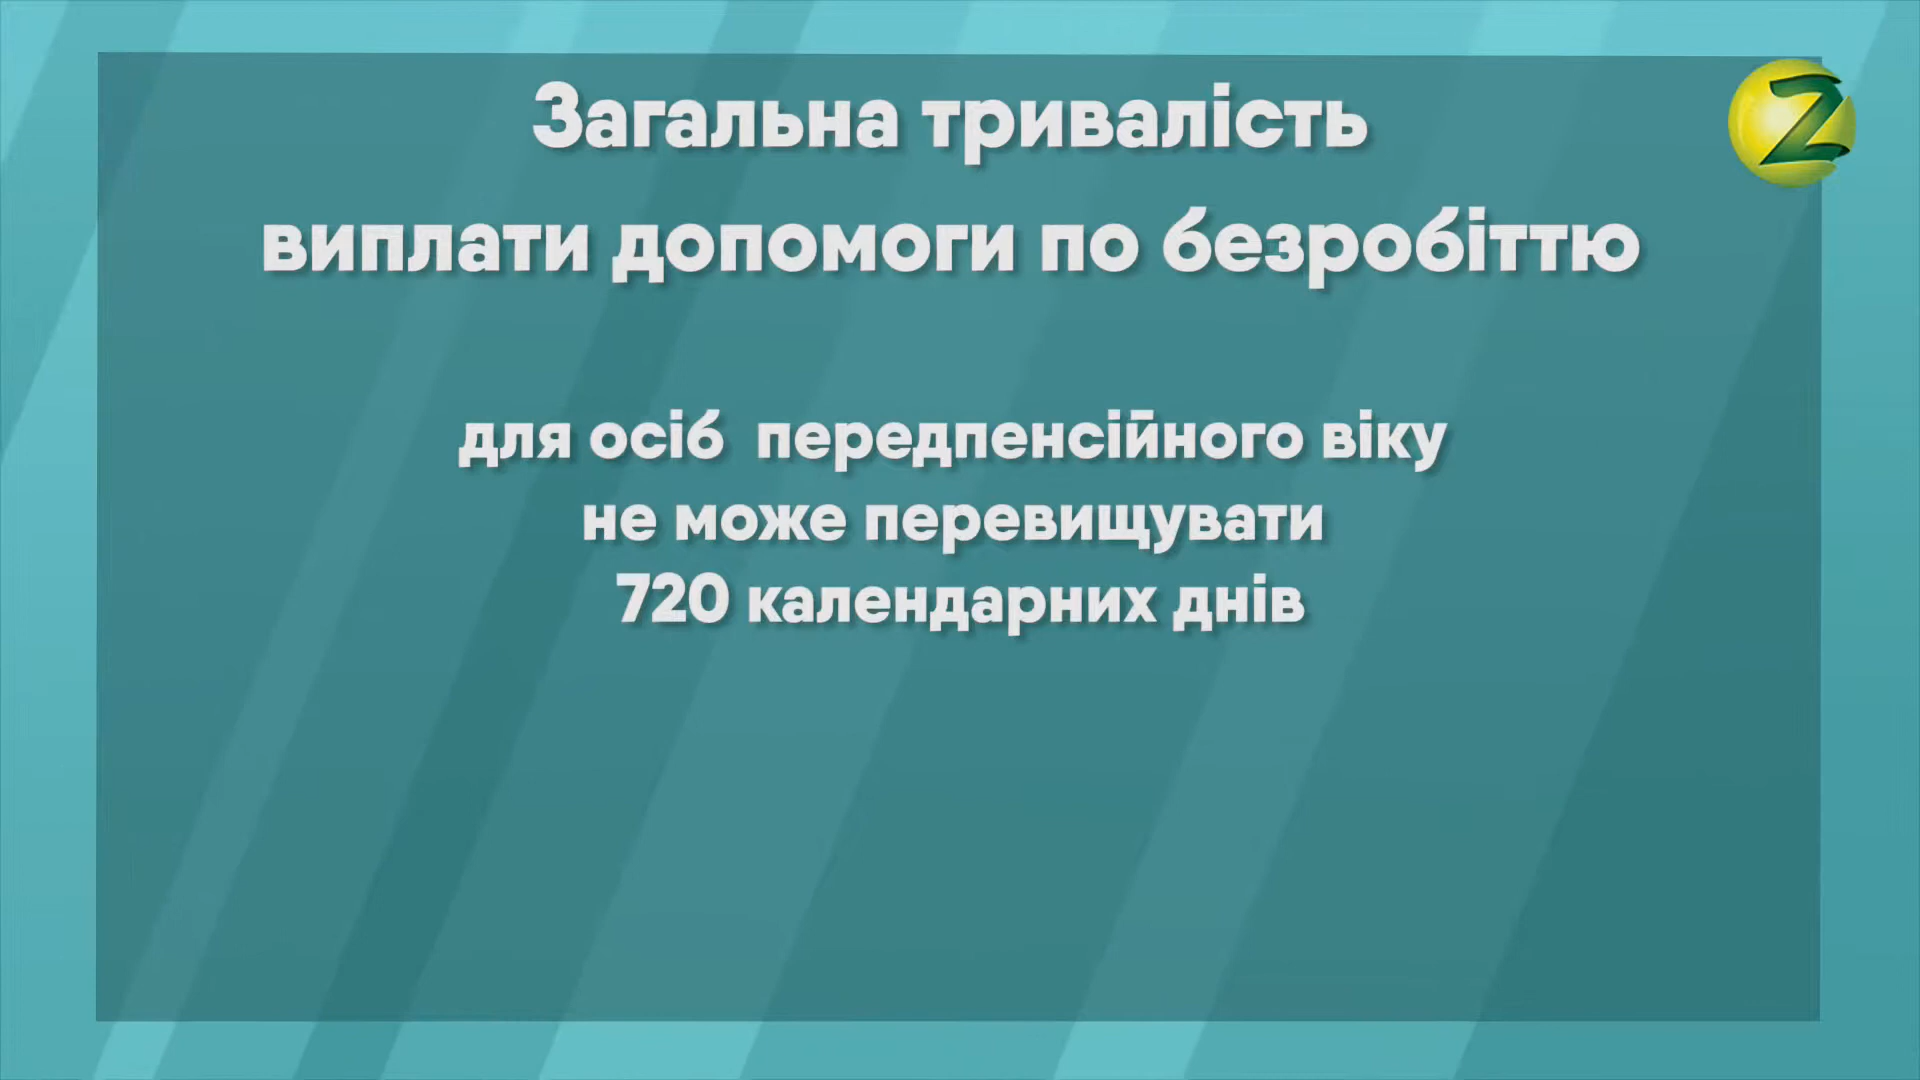 Загальна тривалість
виплати допомоги по безробіттю
для осіб передпенсійного віку
не може перевищувати
720 календарних днів
Z